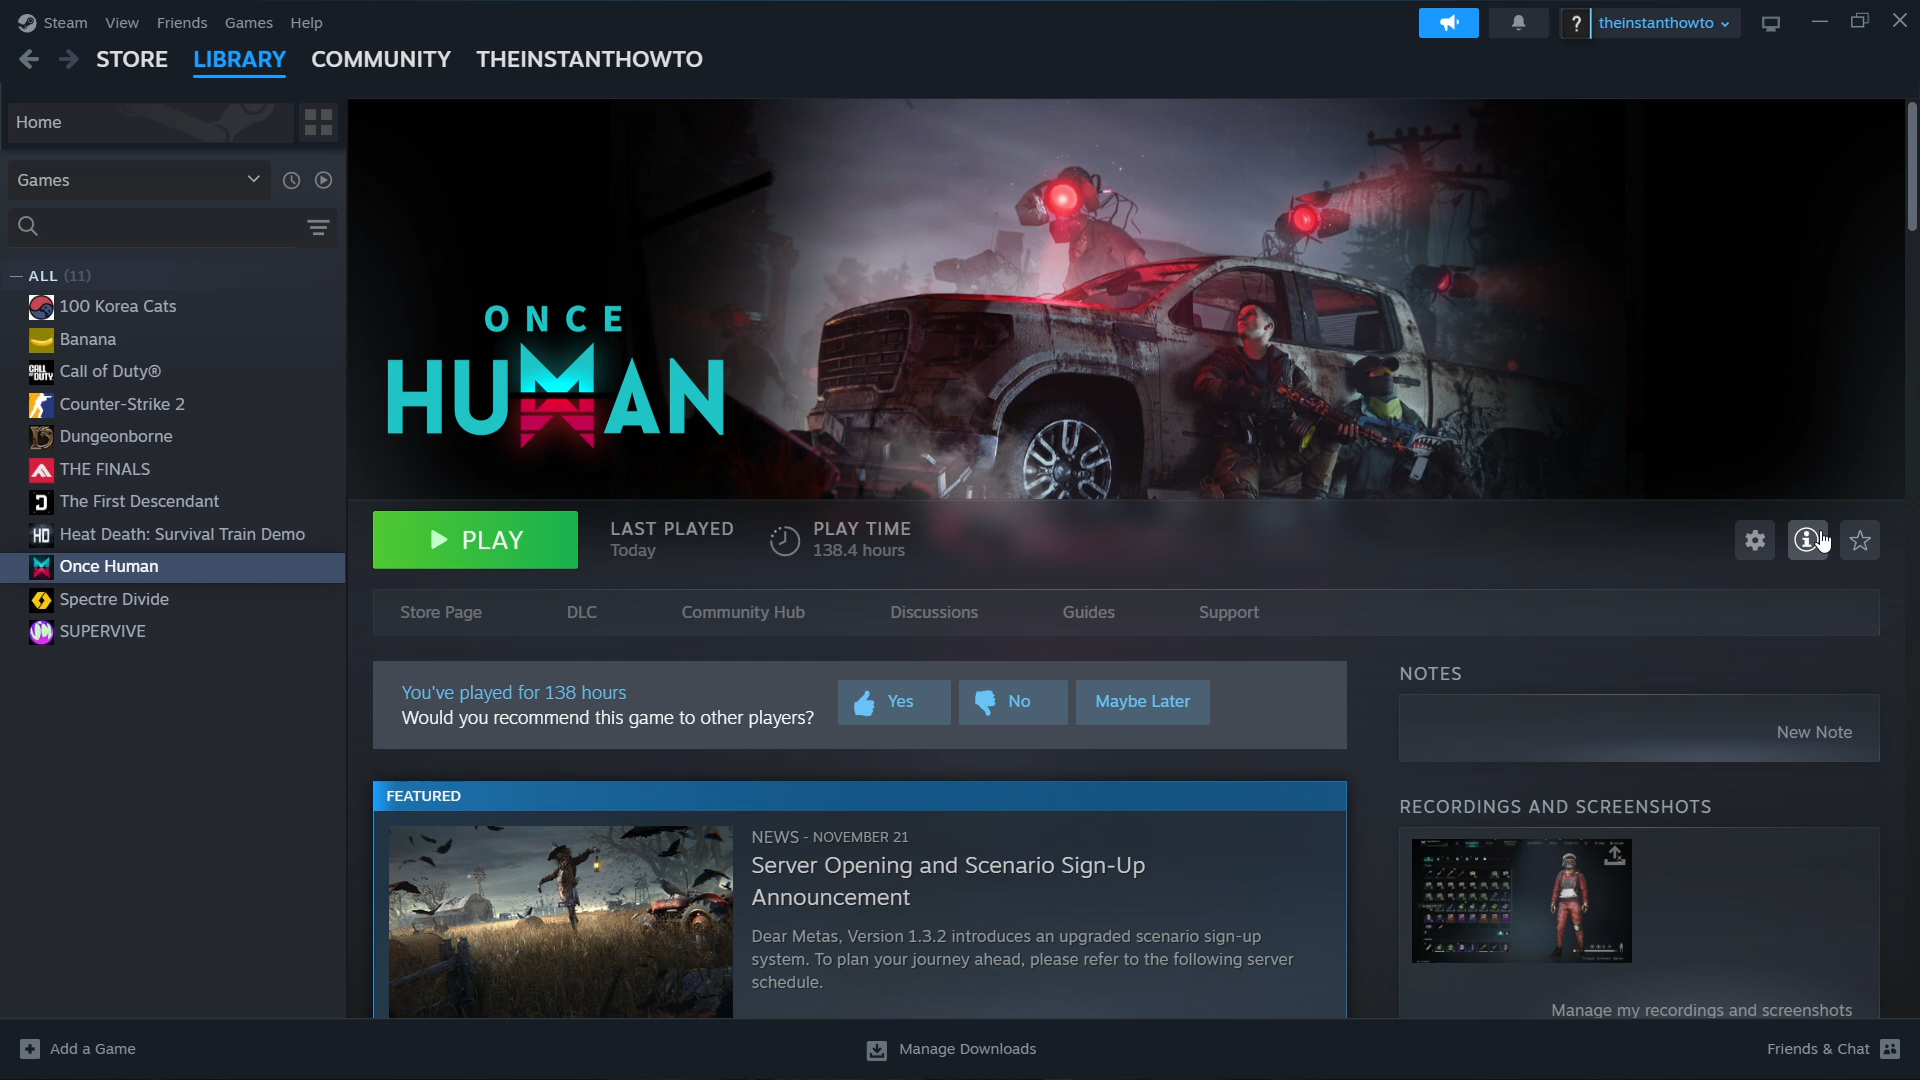 Steam View Friends Games Help
? theinstanthowto
STORE LIBRARY COMMUNITY THEINSTANTHOWTO
Home
Games
ALL (11)
100 Korea Cats
Banana
Call of Duty®
Counter-Strike 2
Dungeonborne
THE FINALS
The First Descendant
Heat Death: Survival Train Demo
Once Human
Spectre Divide
SUPERVIVE
ONCE
HUMAN
PLAY
LAST PLAYED
Today
PLAY TIME
138.4 hours
Store Page DLC Community Hub Discussions Guides Support
You've played for 138 hours
Would you recommend this game to other players?
Yes No Maybe Later
NOTES
New Note
FEATURED
NEWS - NOVEMBER 21
Server Opening and Scenario Sign-Up
Announcement
Dear Metas, Version 1.3.2 introduces an upgraded scenario sign-up
system. To plan your journey ahead, please refer to the following server
schedule.
RECORDINGS AND SCREENSHOTS
Manage my recordings and screenshots
Add a Game
Manage Downloads
Friends & Chat